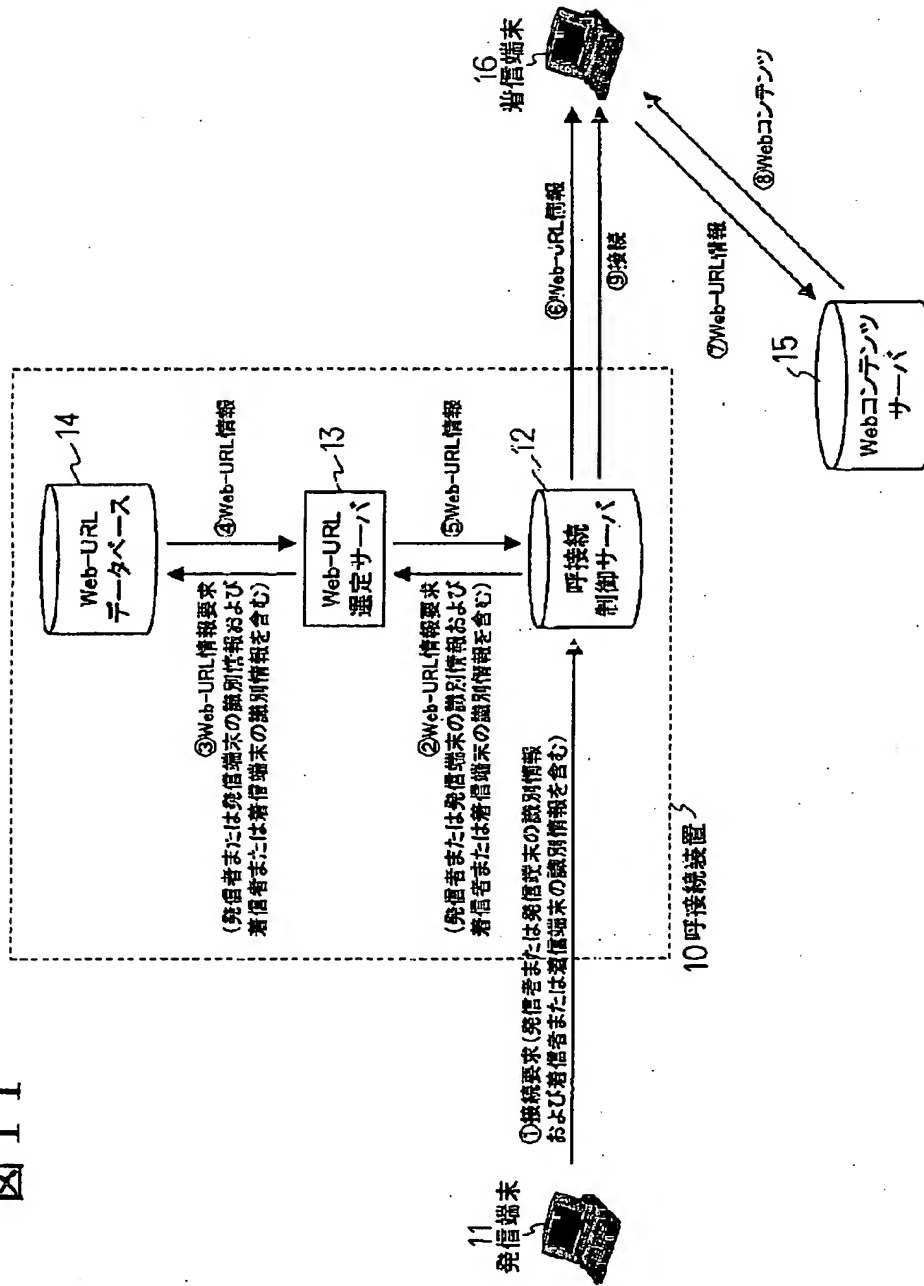 図11
14
Web-URL
データベース
③Web-URL情報要求
(発信者または発信端末の識別情報および
着信者または着信端末の識別情報を含む)
④Web-URL情報
13
Web-URL
選定サーバ
②Web-URL情報要求
(発信者または発信端末の識別情報および
着信者または着信端末の識別情報を含む)
⑤Web-URL情報
12
呼接続
制御サーバ
①接続要求(発信者または発信端末の識別情報
および着信者または着信端末の識別情報を含む)
10 呼接続装置
11
発信端末
⑥Web-URL情報
⑨接続
16
着信端末
⑦Web-URL情報
⑧Webコンテンツ
15
Webコンテンツ
サーバ